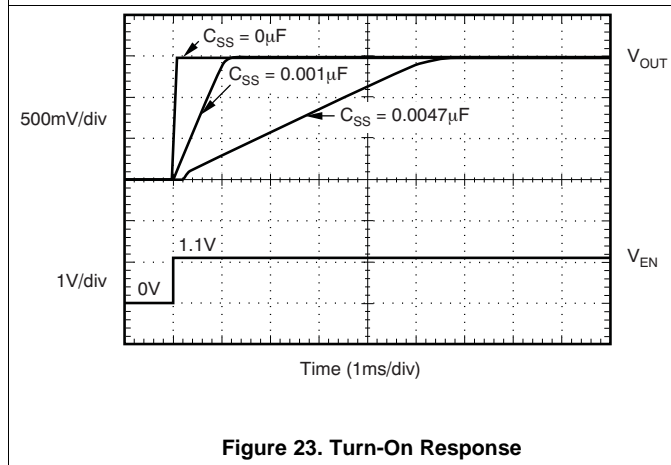 C_SS = 0μF
V_OUT
C_SS = 0.001μF
500mV/div
C_SS = 0.0047μF
1.1V
V_EN
1V/div
0V
Time (1ms/div)
Figure 23. Turn-On Response